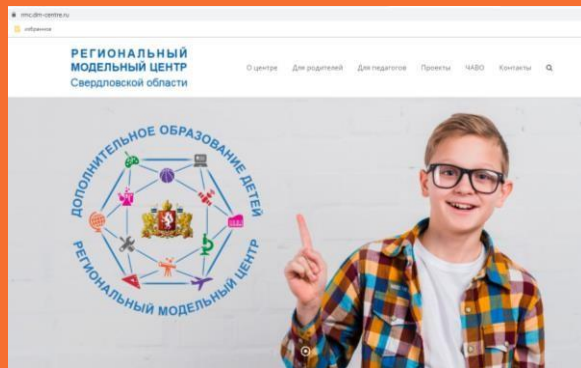 rmc.dm-centre.ru
избранное
РЕГИОНАЛЬНЫЙ
МОДЕЛЬНЫЙ ЦЕНТР
Свердловской области
О центре Для родителей Для педагогов Проекты ЧАВО Контакты
ДОПОЛНИТЕЛЬНОЕ ОБРАЗОВАНИЕ ДЕТЕЙ
РЕГИОНАЛЬНЫЙ МОДЕЛЬНЫЙ ЦЕНТР